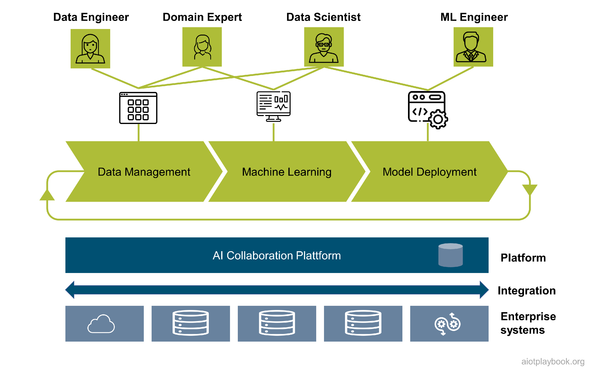 Data Engineer
Domain Expert
Data Scientist
ML Engineer
Data Management
Machine Learning
Model Deployment
AI Collaboration Plattform
Platform
Integration
Enterprise
systems
aiotplaybook.org